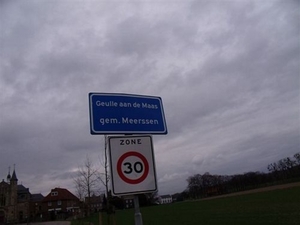 Geulle aan de Maas
gem. Meerssen
ZONE
30